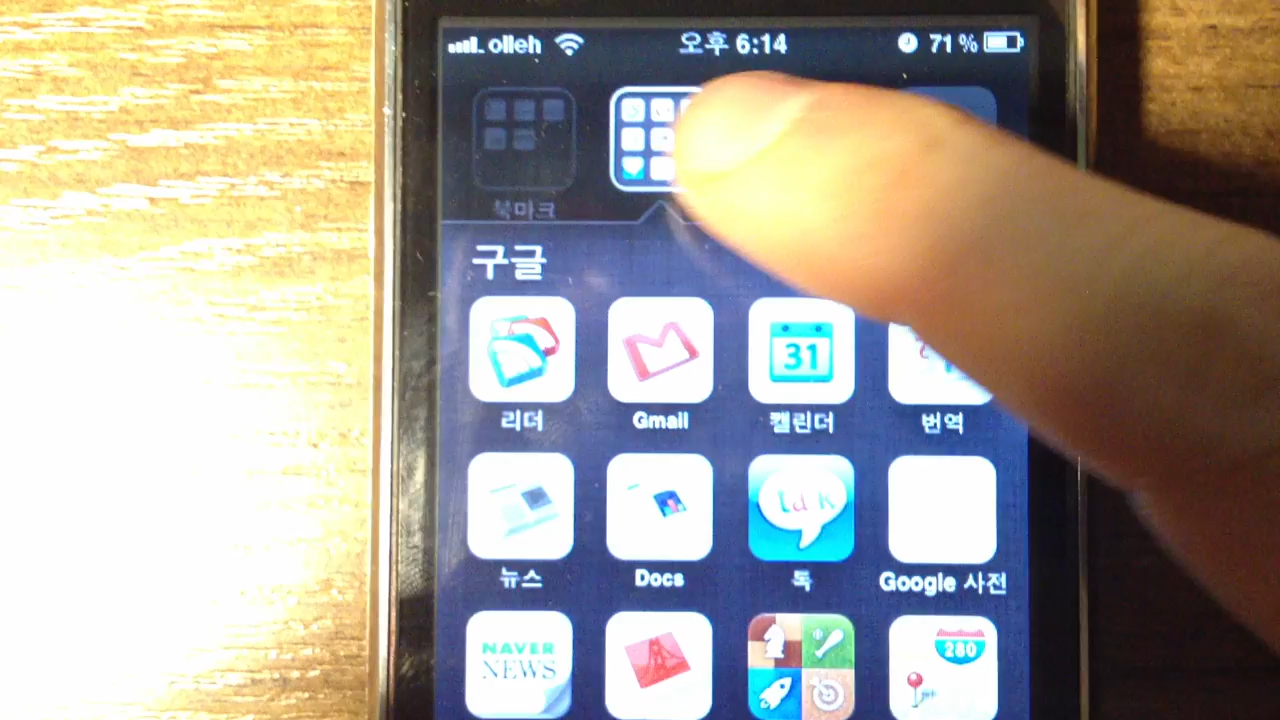 olleh 오후 6:14 71%
북마크
구글
31
리더 Gmail 캘린더 번역
talk
뉴스 Docs 톡 Google 사전
NAVER
NEWS
280